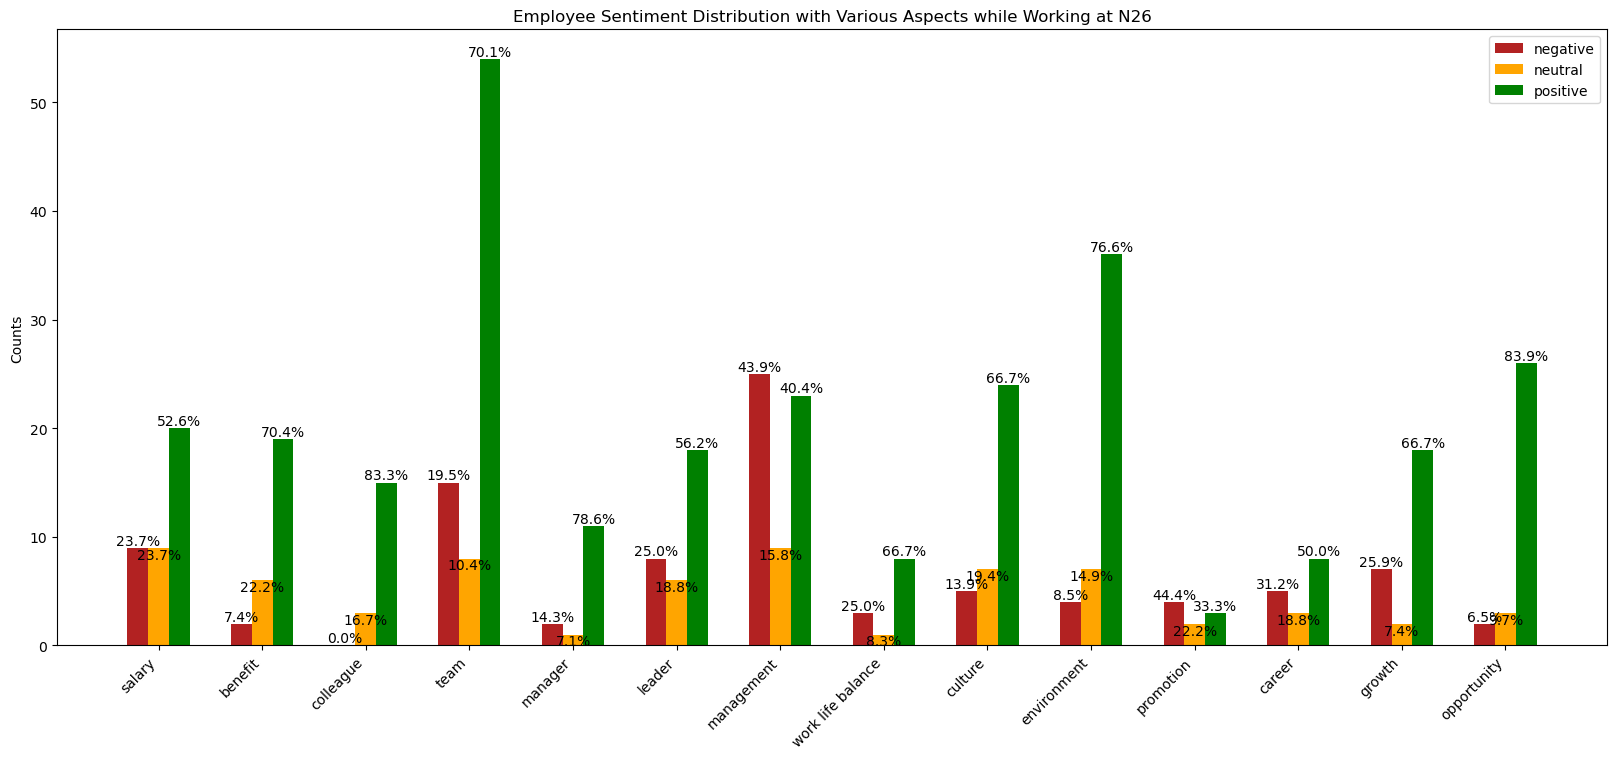 Employee Sentiment Distribution with Various Aspects while Working at N26
negative
neutral
positive
Counts
50
40
30
20
10
0
23.7%
23.7%
52.6%
7.4%
22.2%
70.4%
0.0%
16.7%
83.3%
19.5%
10.4%
70.1%
14.3%
7.1%
78.6%
25.0%
18.8%
56.2%
43.9%
15.8%
40.4%
25.0%
8.3%
66.7%
13.9%
19.4%
66.7%
8.5%
14.9%
76.6%
44.4%
22.2%
33.3%
31.2%
18.8%
50.0%
25.9%
7.4%
66.7%
6.5%
9.7%
83.9%
salary
benefit
colleague
team
manager
leader
management
work life balance
culture
environment
promotion
career
growth
opportunity